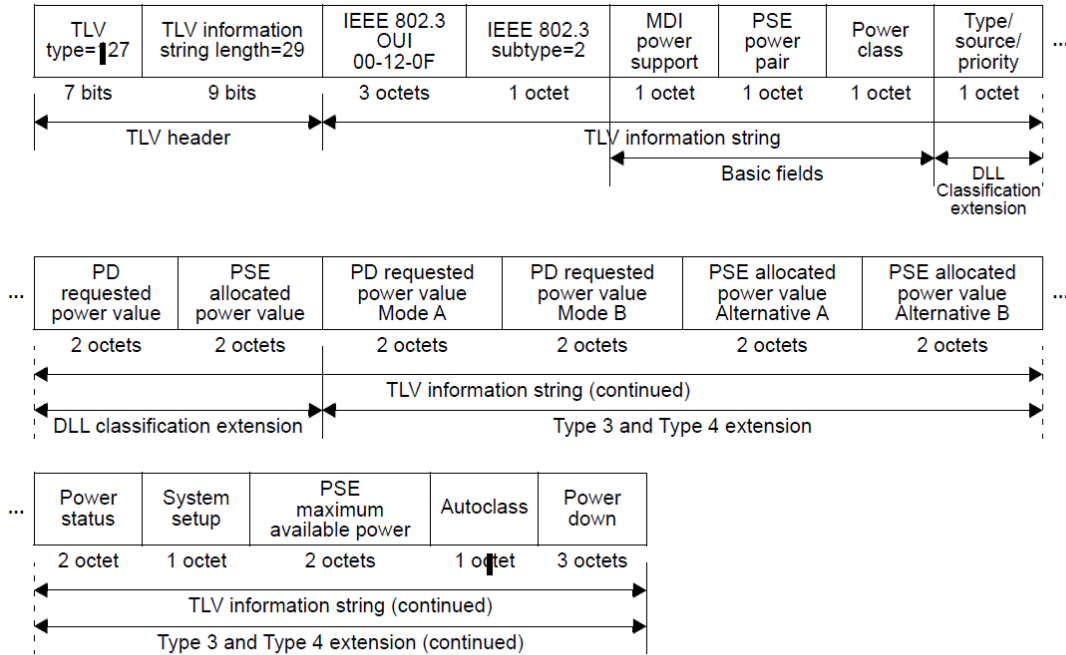 TLV type=127
TLV information string length=29
IEEE 802.3 OUI 00-12-0F
IEEE 802.3 subtype=2
MDI power support
PSE power pair
Power class
Type/ source/ priority
...
7 bits
9 bits
3 octets
1 octet
1 octet
1 octet
1 octet
1 octet
TLV header
TLV information string
Basic fields
DLL Classification extension
...
PD requested power value
PSE allocated power value
PD requested power value Mode A
PD requested power value Mode B
PSE allocated power value Alternative A
PSE allocated power value Alternative B
...
2 octets
2 octets
2 octets
2 octets
2 octets
2 octets
TLV information string (continued)
DLL classification extension
Type 3 and Type 4 extension
...
Power status
System setup
PSE maximum available power
Autoclass
Power down
2 octet
1 octet
2 octets
1 octet
3 octets
TLV information string (continued)
Type 3 and Type 4 extension (continued)